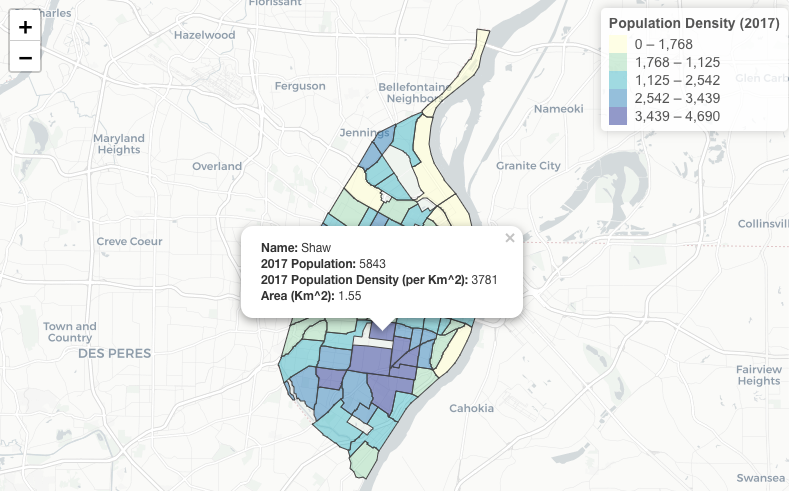 Florissant
Charles
Hazelwood
+
−
Population Density (2017)
0 – 1,768
1,768 – 1,125
1,125 – 2,542
2,542 – 3,439
3,439 – 4,690
Glen Carb
Ferguson
Bellefontaine
Neighbors
Nameoki
Jennings
Maryland
Heights
Overland
Granite City
Collinsvil
Creve Coeur
×
Name: Shaw
2017 Population: 5843
2017 Population Density (per Km^2): 3781
Area (Km^2): 1.55
Town and
Country
DES PERES
Fairview
Heights
Cahokia
Swansea